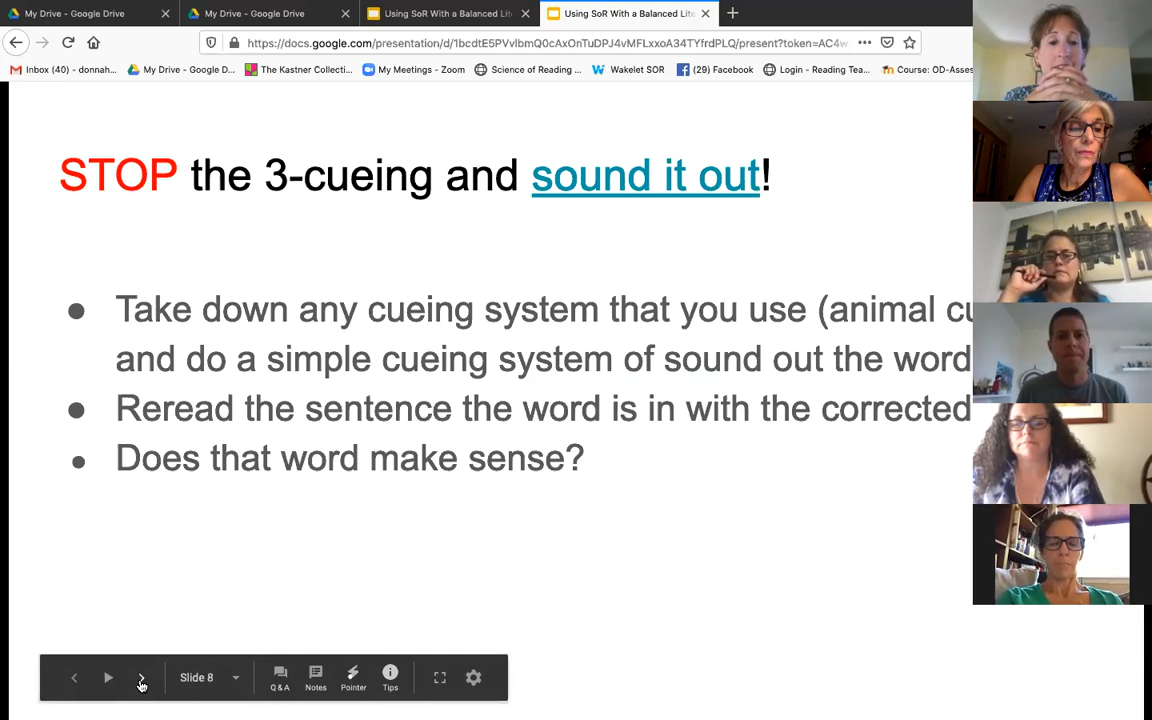 My Drive - Google Drive
My Drive - Google Drive
Using SoR With a Balanced Lite
Using SoR With a Balanced Lite
https://docs.google.com/presentation/d/1bcdtE5PVvlbmQ0cAxOnTuDPJ4vMFLxxoA34TYfrdPLQ/present?token=AC4w
Inbox (40) - donnah...
My Drive - Google D...
The Kastner Collecti...
My Meetings - Zoom
Science of Reading ...
Wakelet SOR
(29) Facebook
Login - Reading Tea...
Course: OD-Asses
STOP the 3-cueing and sound it out!
● Take down any cueing system that you use (animal cu
and do a simple cueing system of sound out the word
● Reread the sentence the word is in with the corrected
● Does that word make sense?
Slide 8
Q&A
Notes
Pointer
Tips